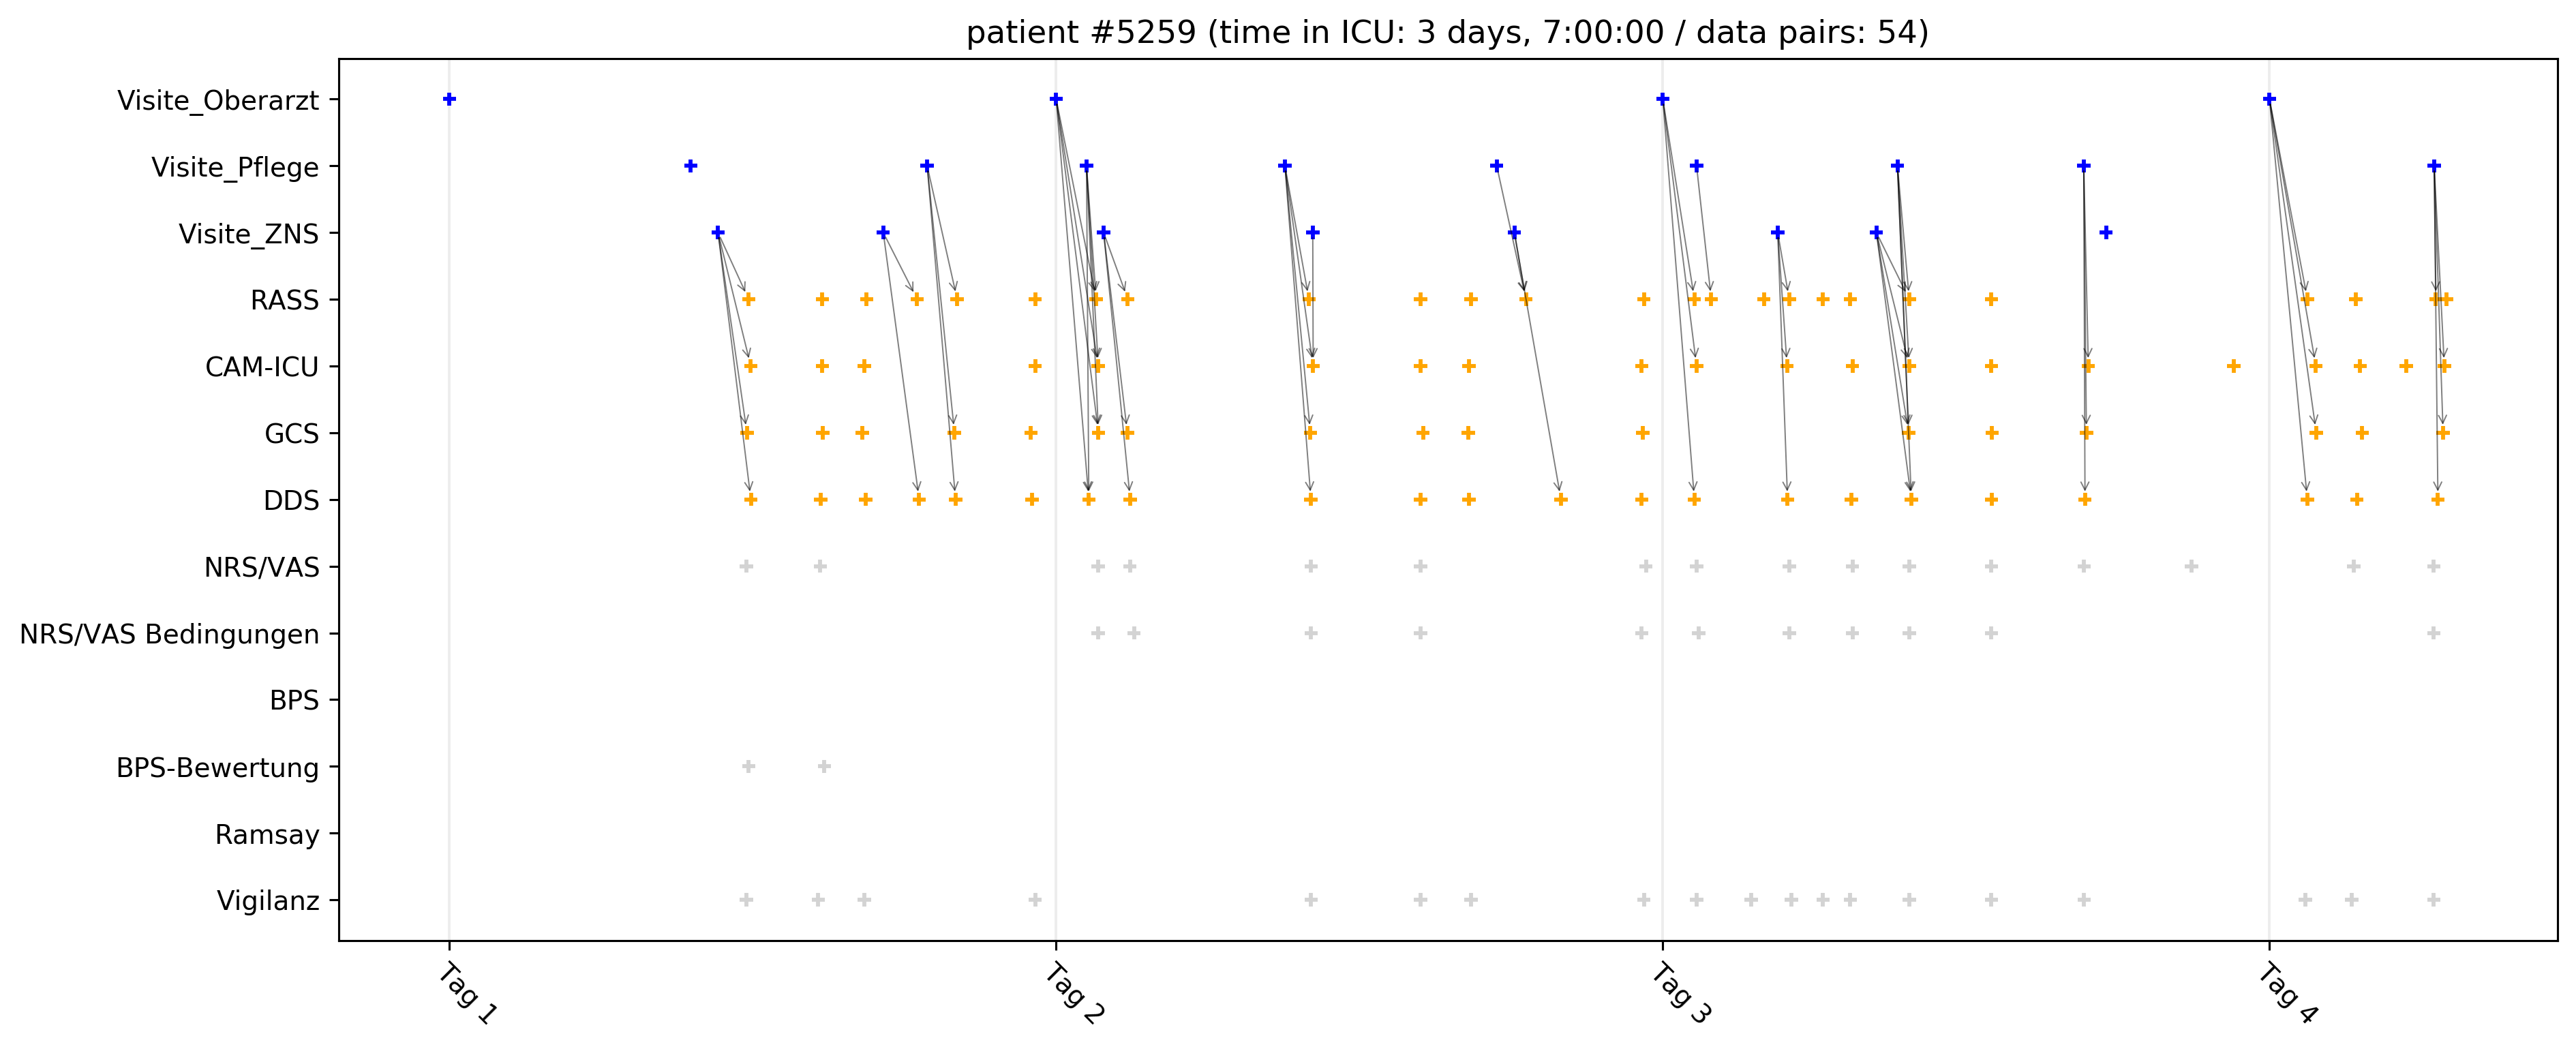 patient #5259 (time in ICU: 3 days, 7:00:00 / data pairs: 54)
Visite_Oberarzt
Visite_Pflege
Visite_ZNS
RASS
CAM-ICU
GCS
DDS
NRS/VAS
NRS/VAS Bedingungen
BPS
BPS-Bewertung
Ramsay
Vigilanz
Tag 1
Tag 2
Tag 3
Tag 4